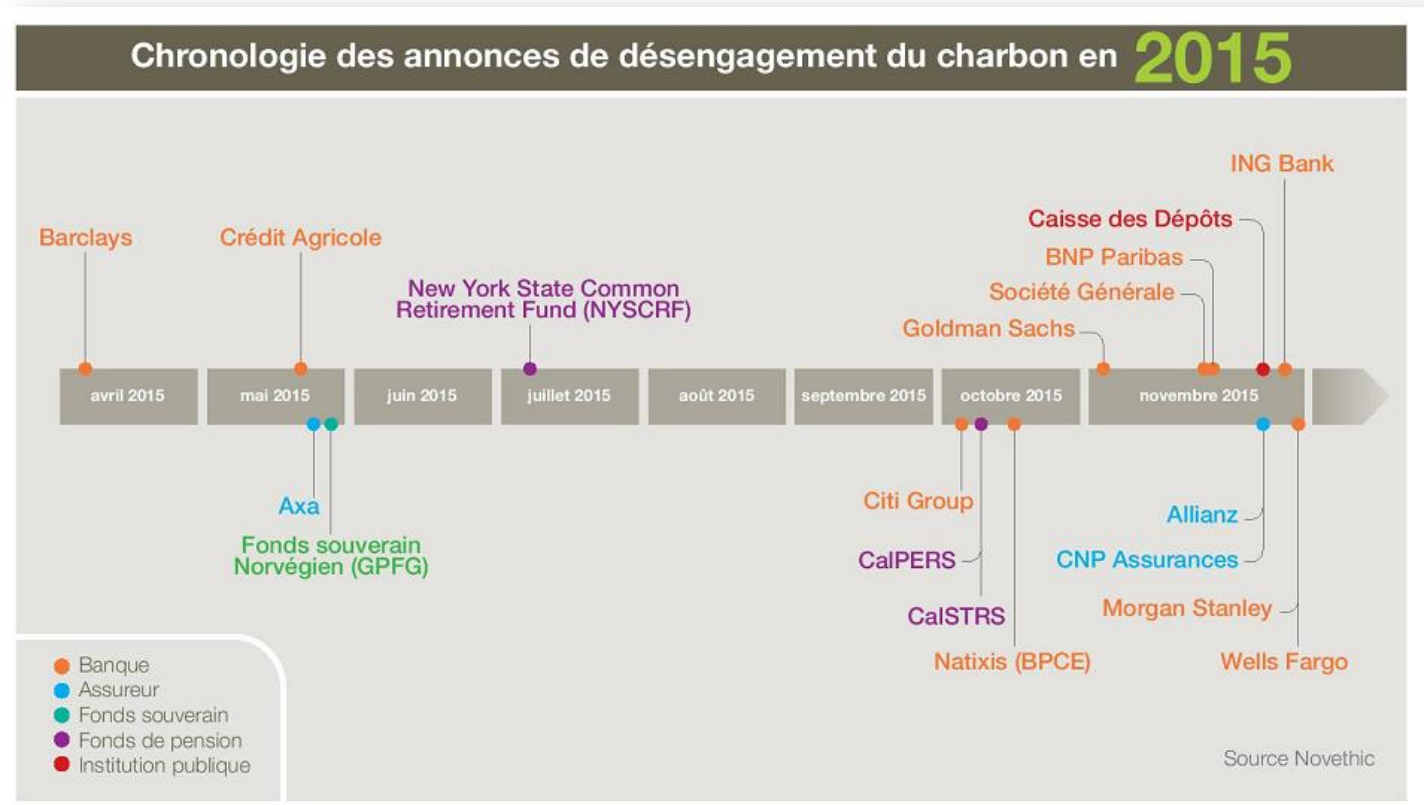 Chronologie des annonces de désengagement du charbon en 2015
ING Bank
Caisse des Dépôts
Barclays
Crédit Agricole
BNP Paribas
New York State Common
Retirement Fund (NYSCRF)
Société Générale
Goldman Sachs
avril 2015
mai 2015
juin 2015
juillet 2015
août 2015
septembre 2015
octobre 2015
novembre 2015
Axa
Fonds souverain
Norvégien (GPFG)
Citi Group
CalPERS
CalSTRS
Natixis (BPCE)
Allianz
CNP Assurances
Morgan Stanley
Wells Fargo
Banque
Assureur
Fonds souverain
Fonds de pension
Institution publique
Source Novethic